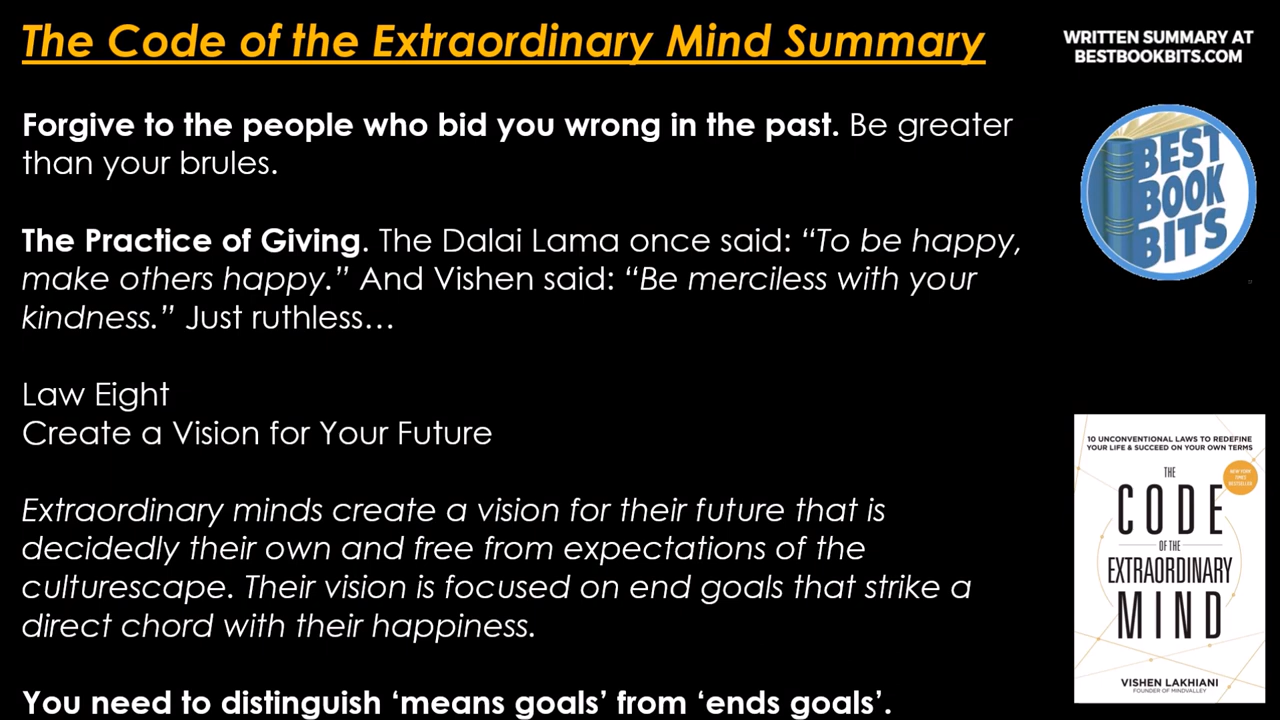 The Code of the Extraordinary Mind Summary
WRITTEN SUMMARY AT
BESTBOOKBITS.COM
Forgive to the people who bid you wrong in the past. Be greater
than your brules.
BEST
BOOK
BITS
The Practice of Giving. The Dalai Lama once said: “To be happy,
make others happy.” And Vishen said: “Be merciless with your
kindness.” Just ruthless…
Law Eight
Create a Vision for Your Future
Extraordinary minds create a vision for their future that is
decidedly their own and free from expectations of the
culturescape. Their vision is focused on end goals that strike a
direct chord with their happiness.
You need to distinguish ‘means goals’ from ‘ends goals’.
10 UNCONVENTIONAL LAWS TO REDEFINE
YOUR LIFE & SUCCEED ON YOUR OWN TERMS
NEW YORK
TIMES
BESTSELLER
THE
CODE
OF THE
EXTRAORDINARY
MIND
VISHEN LAKHIANI
FOUNDER OF MINDVALLEY